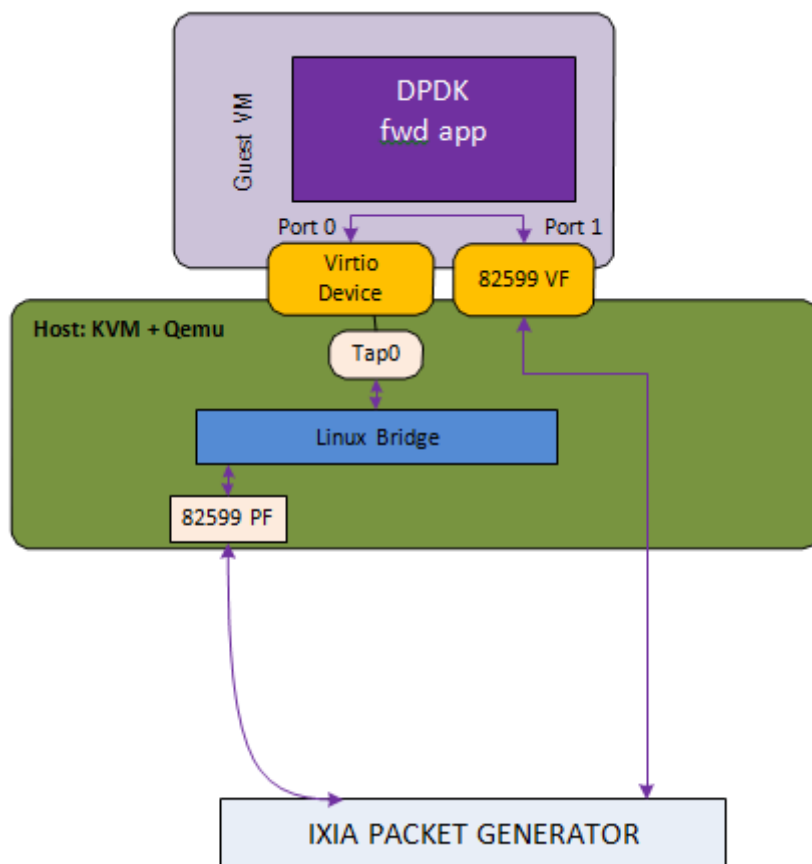 DPDK
fwd app
Guest VM
Port 0
Port 1
Virtio
Device
82599 VF
Host: KVM + Qemu
Tap0
Linux Bridge
82599 PF
IXIA PACKET GENERATOR